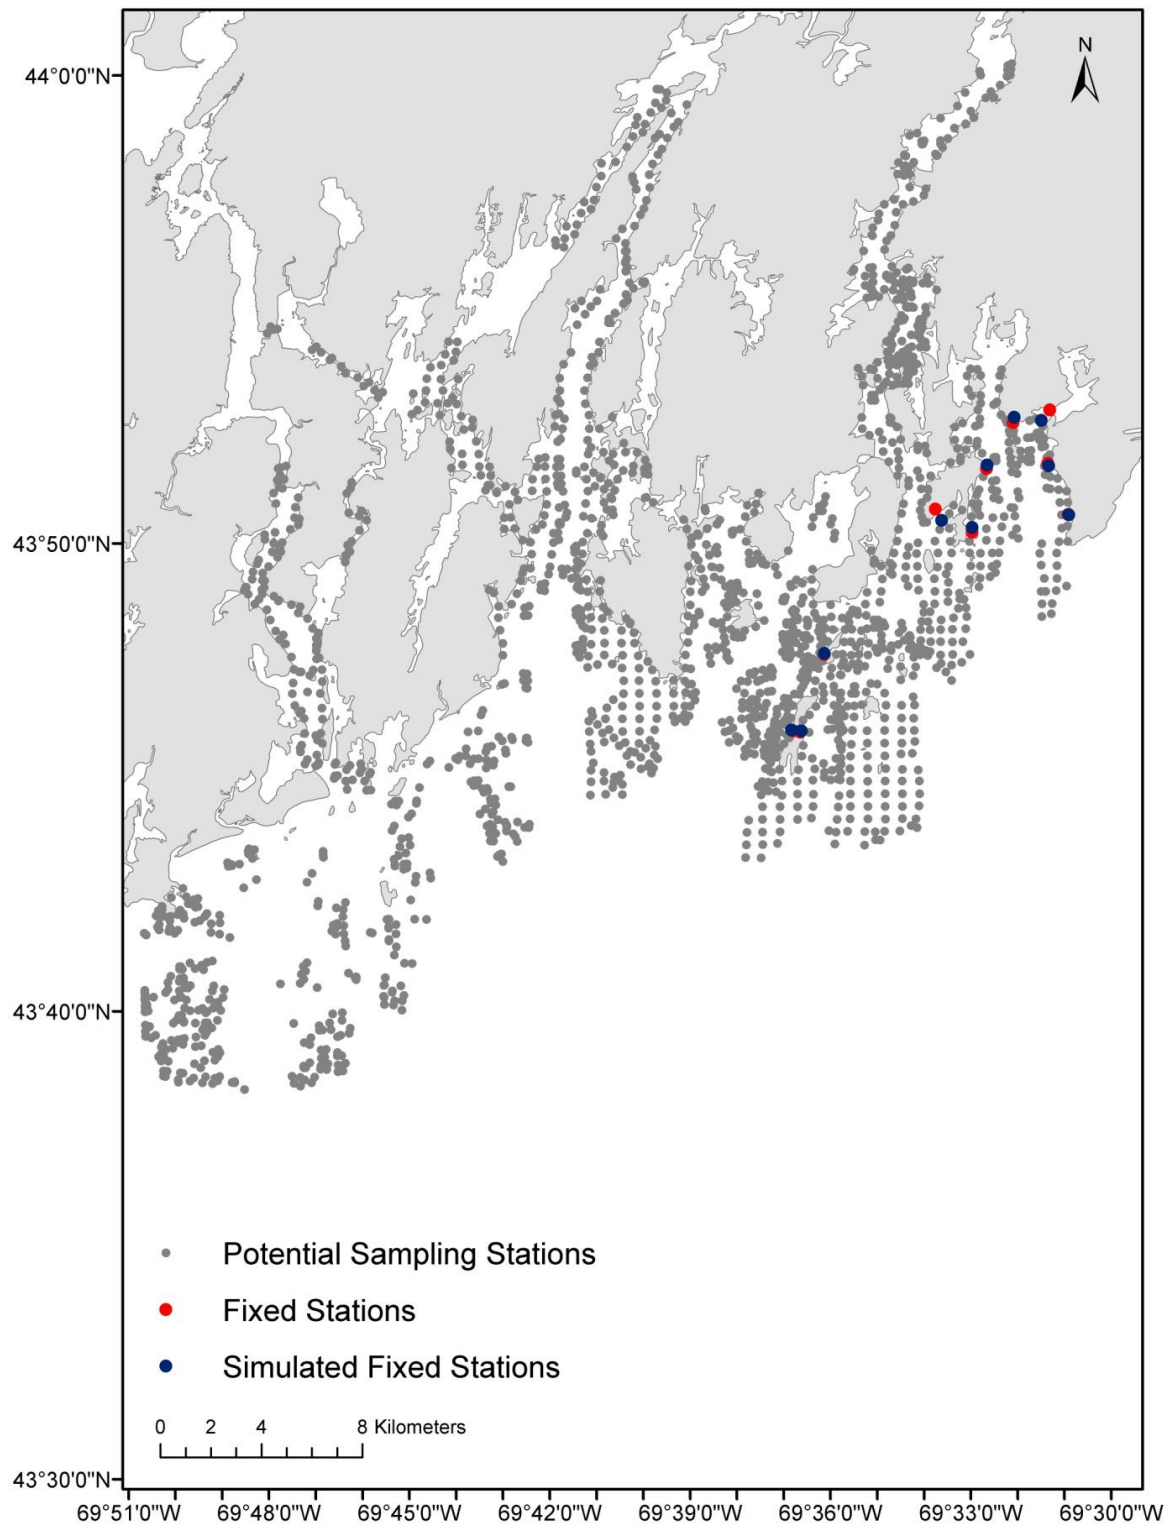 N
44°0'0"N
43°50'0"N
43°40'0"N
43°30'0"N
Potential Sampling Stations
Fixed Stations
Simulated Fixed Stations
0 2 4 8 Kilometers
69°51'0"W 69°48'0"W 69°45'0"W 69°42'0"W 69°39'0"W 69°36'0"W 69°33'0"W 69°30'0"W